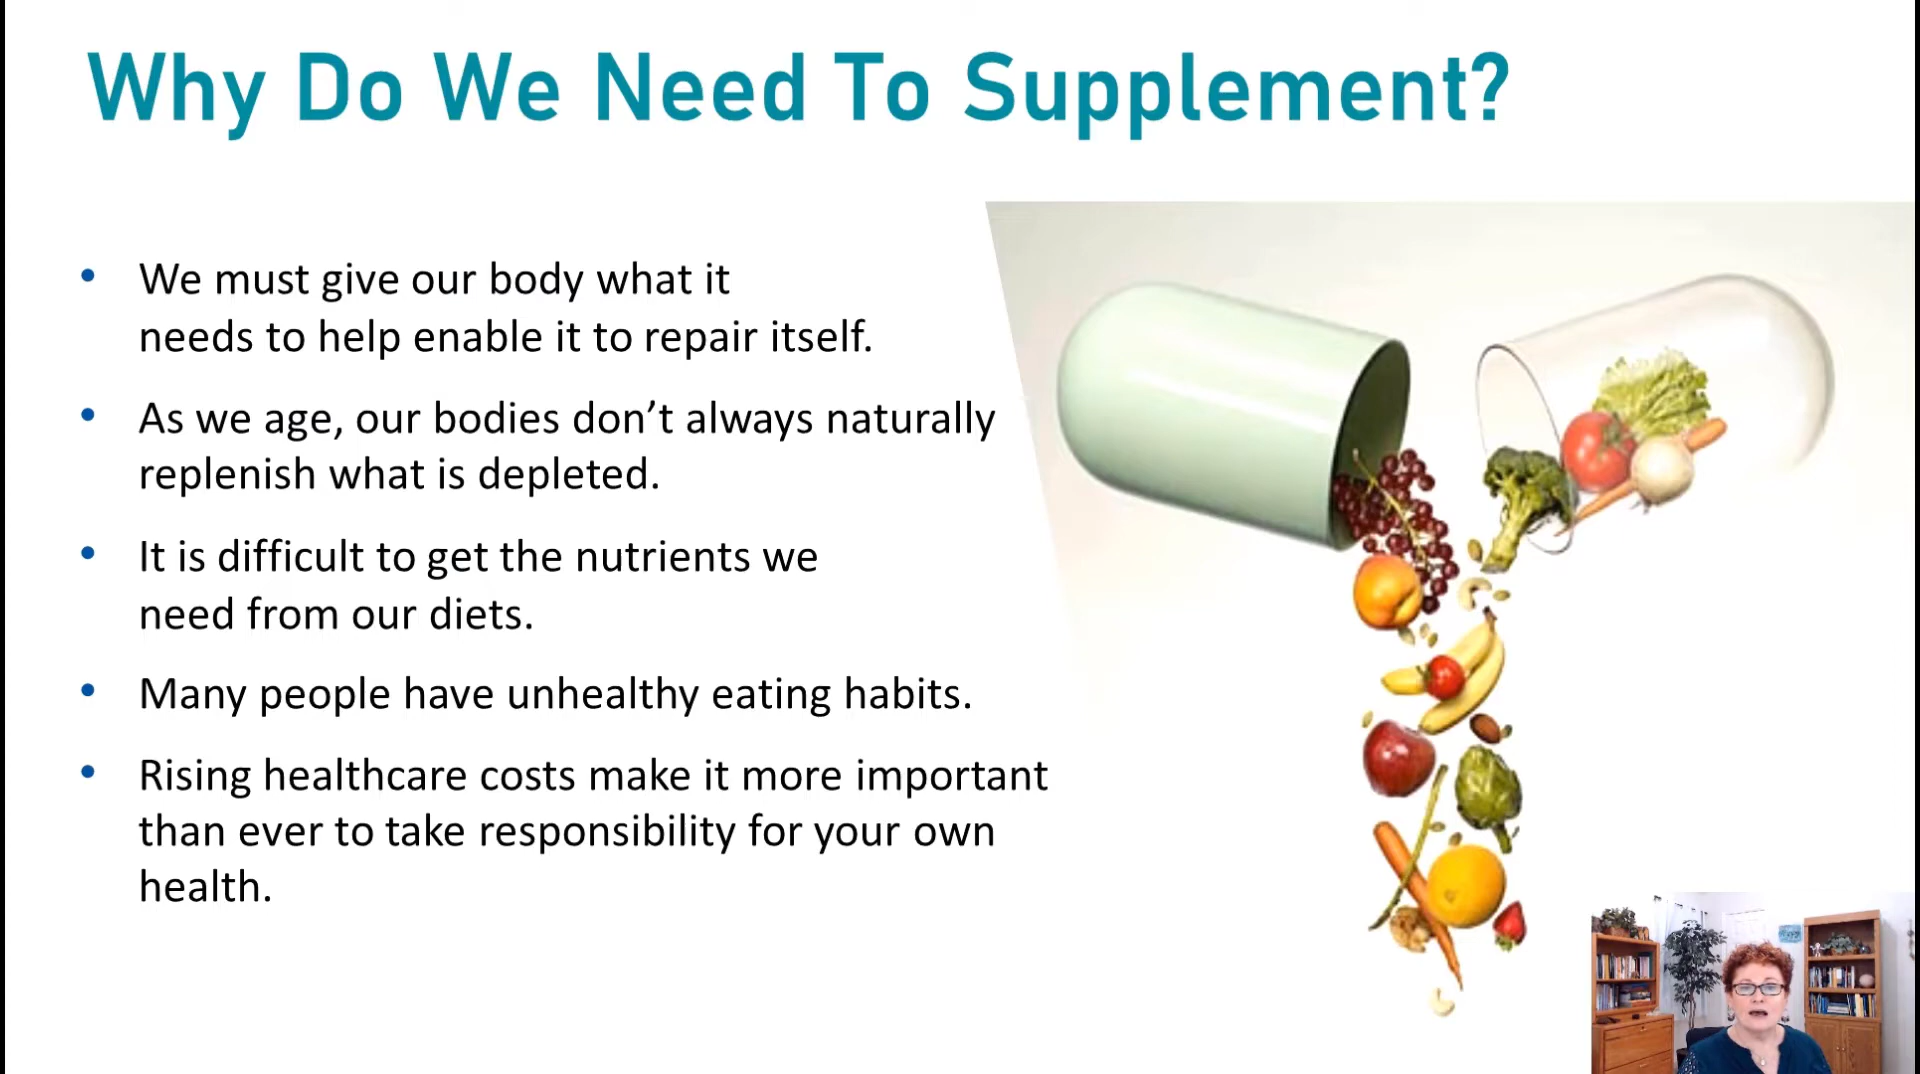 Why Do We Need To Supplement?
• We must give our body what it
needs to help enable it to repair itself.
• As we age, our bodies don’t always naturally
replenish what is depleted.
• It is difficult to get the nutrients we
need from our diets.
• Many people have unhealthy eating habits.
• Rising healthcare costs make it more important
than ever to take responsibility for your own
health.